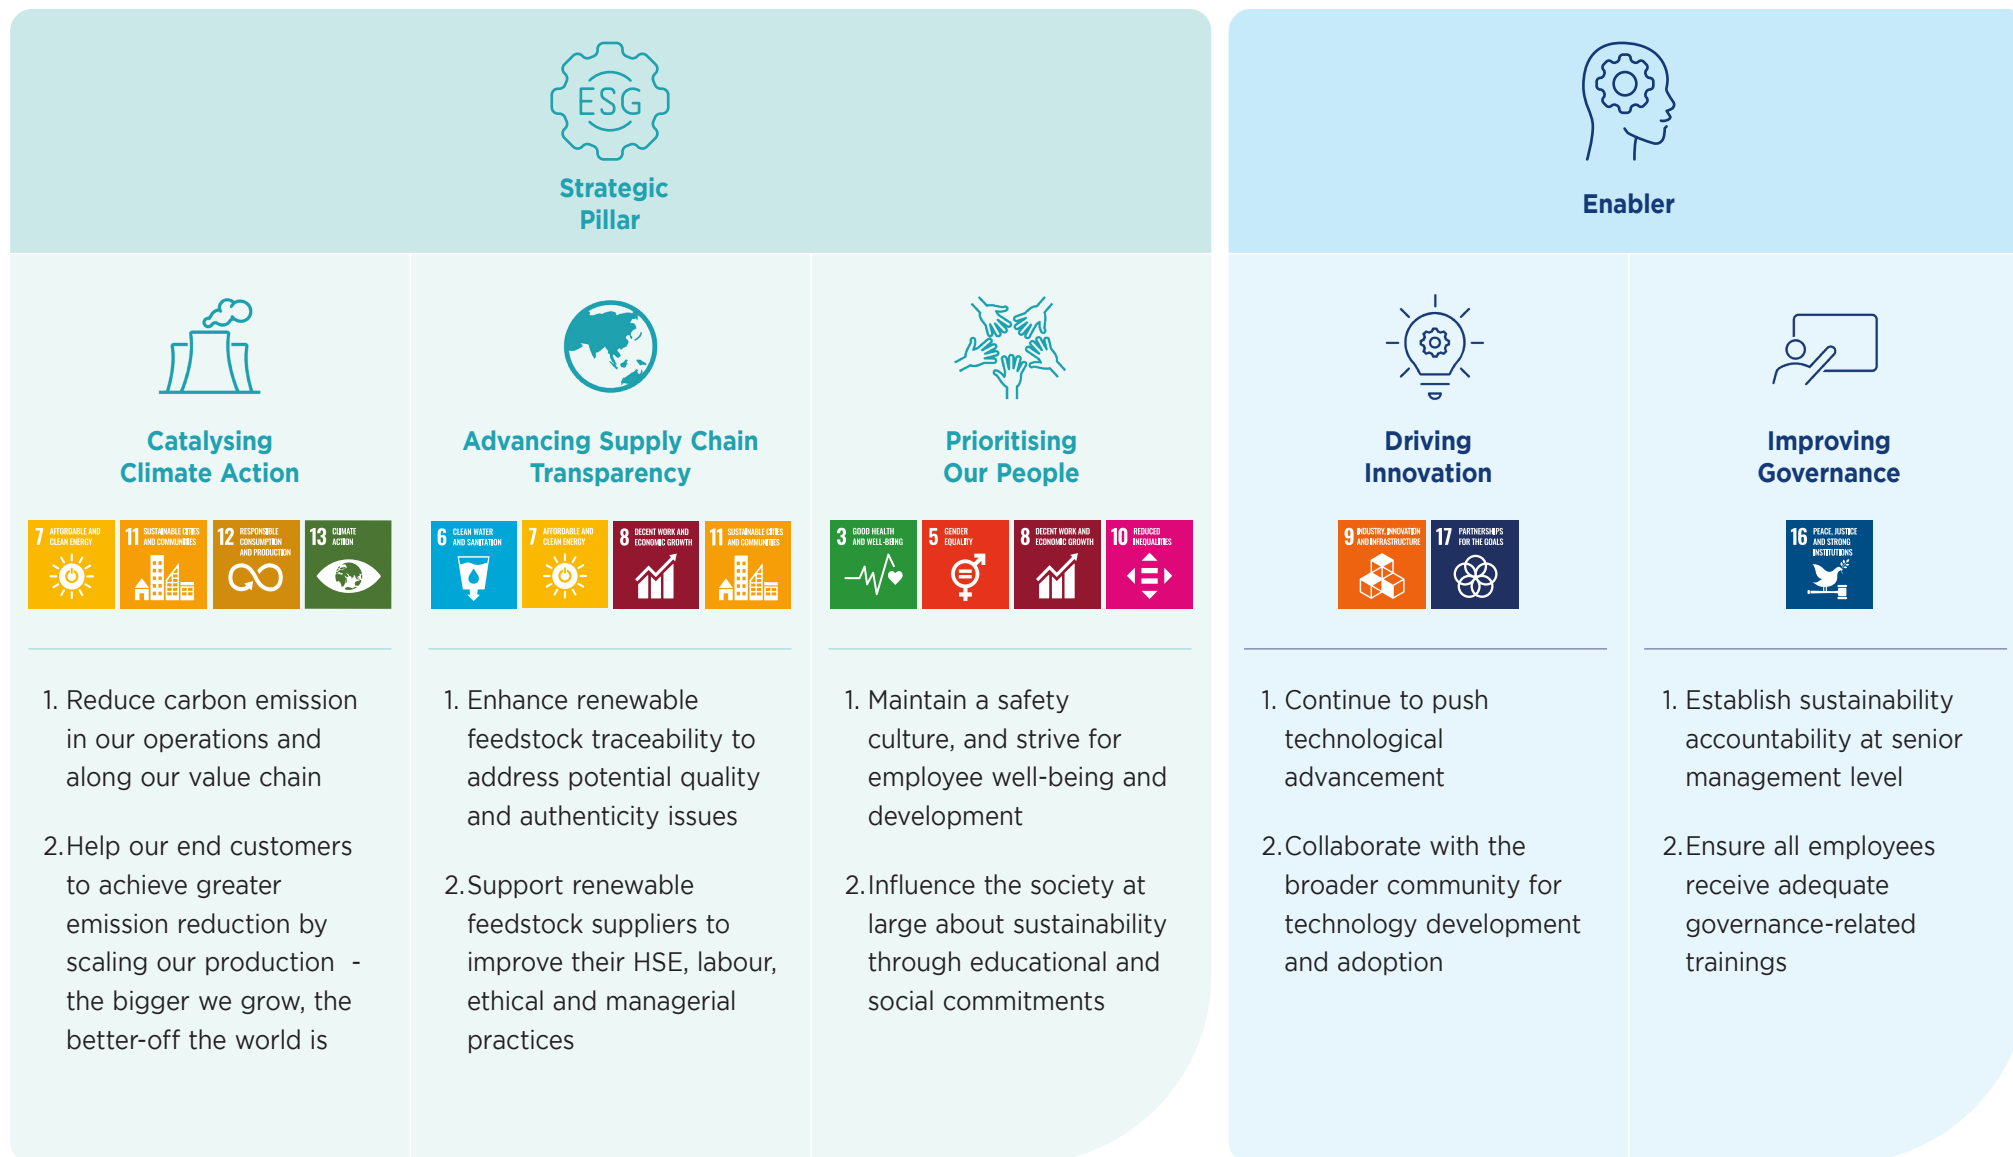 ESG
Strategic
Pillar
Enabler
Catalysing
Climate Action
7 AFFORDABLE AND
CLEAN ENERGY
11 SUSTAINABLE CITIES
AND COMMUNITIES
12 RESPONSIBLE
CONSUMPTION
AND PRODUCTION
13 CLIMATE
ACTION
1. Reduce carbon emission
in our operations and
along our value chain
2. Help our end customers
to achieve greater
emission reduction by
scaling our production -
the bigger we grow, the
better-off the world is
Advancing Supply Chain
Transparency
6 CLEAN WATER
AND SANITATION
7 AFFORDABLE AND
CLEAN ENERGY
8 DECENT WORK AND
ECONOMIC GROWTH
11 SUSTAINABLE CITIES
AND COMMUNITIES
1. Enhance renewable
feedstock traceability to
address potential quality
and authenticity issues
2. Support renewable
feedstock suppliers to
improve their HSE, labour,
ethical and managerial
practices
Prioritising
Our People
3 GOOD HEALTH
AND WELL-BEING
5 GENDER
EQUALITY
8 DECENT WORK AND
ECONOMIC GROWTH
10 REDUCED
INEQUALITIES
1. Maintain a safety
culture, and strive for
employee well-being and
development
2. Influence the society at
large about sustainability
through educational and
social commitments
Driving
Innovation
9 INDUSTRY, INNOVATION
AND INFRASTRUCTURE
17 PARTNERSHIPS
FOR THE GOALS
1. Continue to push
technological
advancement
2. Collaborate with the
broader community for
technology development
and adoption
Improving
Governance
16 PEACE, JUSTICE
AND STRONG
INSTITUTIONS
1. Establish sustainability
accountability at senior
management level
2. Ensure all employees
receive adequate
governance-related
trainings